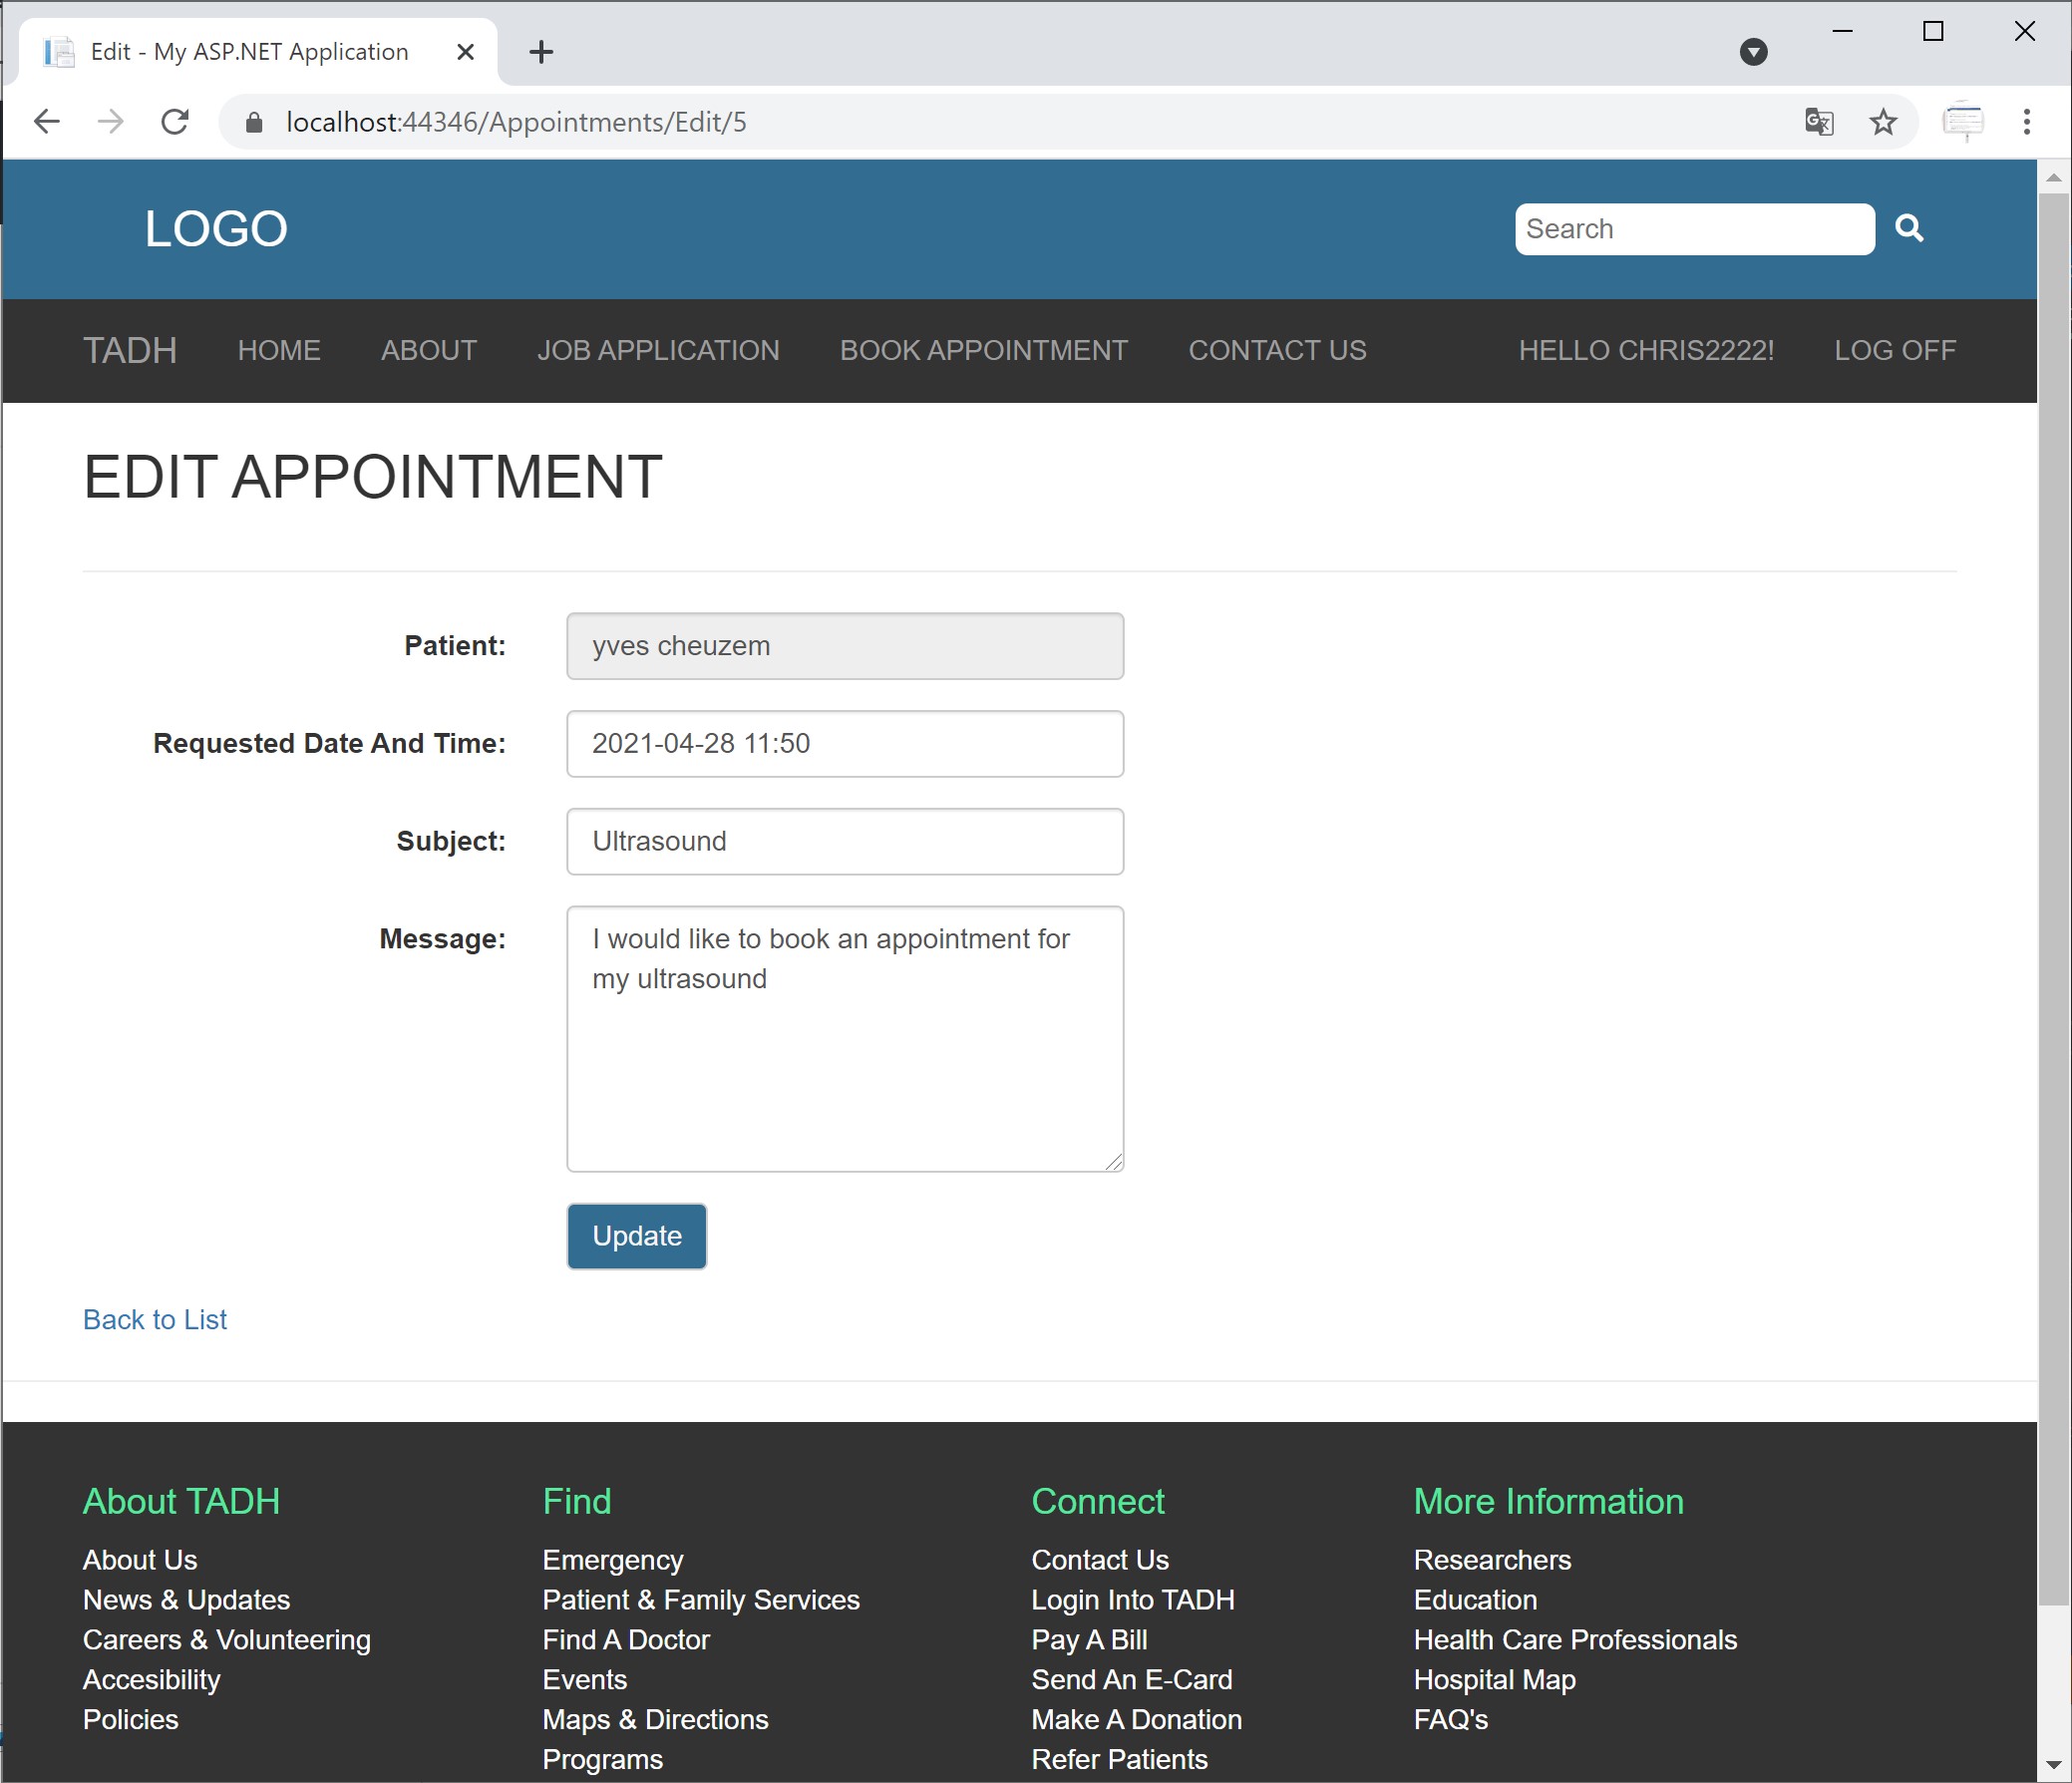 Edit - My ASP.NET Application
localhost:44346/Appointments/Edit/5
LOGO
Search
TADH HOME ABOUT JOB APPLICATION BOOK APPOINTMENT CONTACT US HELLO CHRIS2222! LOG OFF
EDIT APPOINTMENT
Patient: yves cheuzem
Requested Date And Time: 2021-04-28 11:50
Subject: Ultrasound
Message: I would like to book an appointment for
my ultrasound
Update
Back to List
About TADH
About Us
News & Updates
Careers & Volunteering
Accesibility
Policies
Find
Emergency
Patient & Family Services
Find A Doctor
Events
Maps & Directions
Programs
Connect
Contact Us
Login Into TADH
Pay A Bill
Send An E-Card
Make A Donation
Refer Patients
More Information
Researchers
Education
Health Care Professionals
Hospital Map
FAQ's